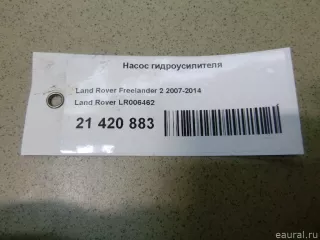 Насос гидроусилителя
Land Rover Freelander 2 2007-2014
Land Rover LR006462
21 420 883
eaural.ru